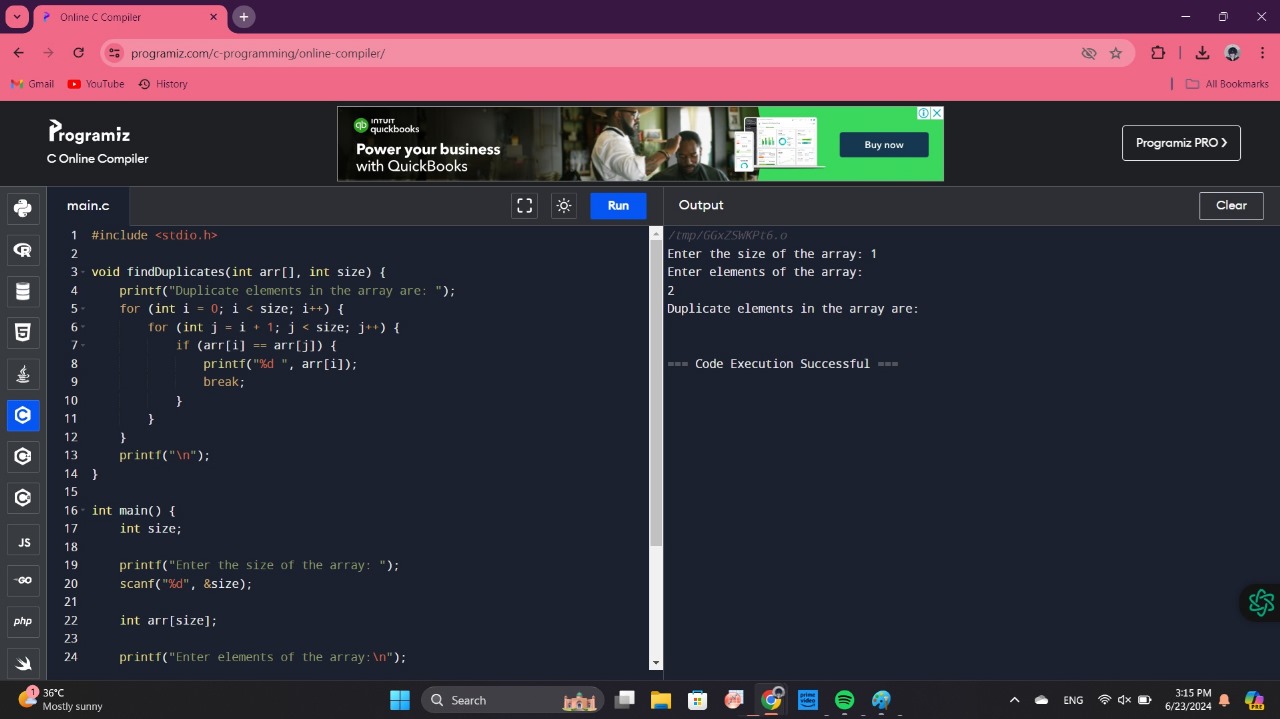 Online C Compiler
programiz.com/c-programming/online-compiler/
Gmail YouTube History All Bookmarks
Programiz
C Online Compiler
INTUIT
quickbooks
Power your business
with QuickBooks
Buy now
Programiz PRO
main.c Run Output Clear
1 #include <stdio.h>
2
3 void findDuplicates(int arr[], int size) {
4 printf("Duplicate elements in the array are: ");
5 for (int i = 0; i < size; i++) {
6 for (int j = i + 1; j < size; j++) {
7 if (arr[i] == arr[j]) {
8 printf("%d ", arr[i]);
9 break;
10 }
11 }
12 }
13 printf("\n");
14 }
15
16 int main() {
17 int size;
18
19 printf("Enter the size of the array: ");
20 scanf("%d", &size);
21
22 int arr[size];
23
24 printf("Enter elements of the array:\n");
/tmp/GGxZSWKPt6.o
Enter the size of the array: 1
Enter elements of the array:
2
Duplicate elements in the array are:
=== Code Execution Successful ===
JS
GO
php
1
36°C
Mostly sunny
Search
prime video
ENG
3:15 PM
6/23/2024
PRE